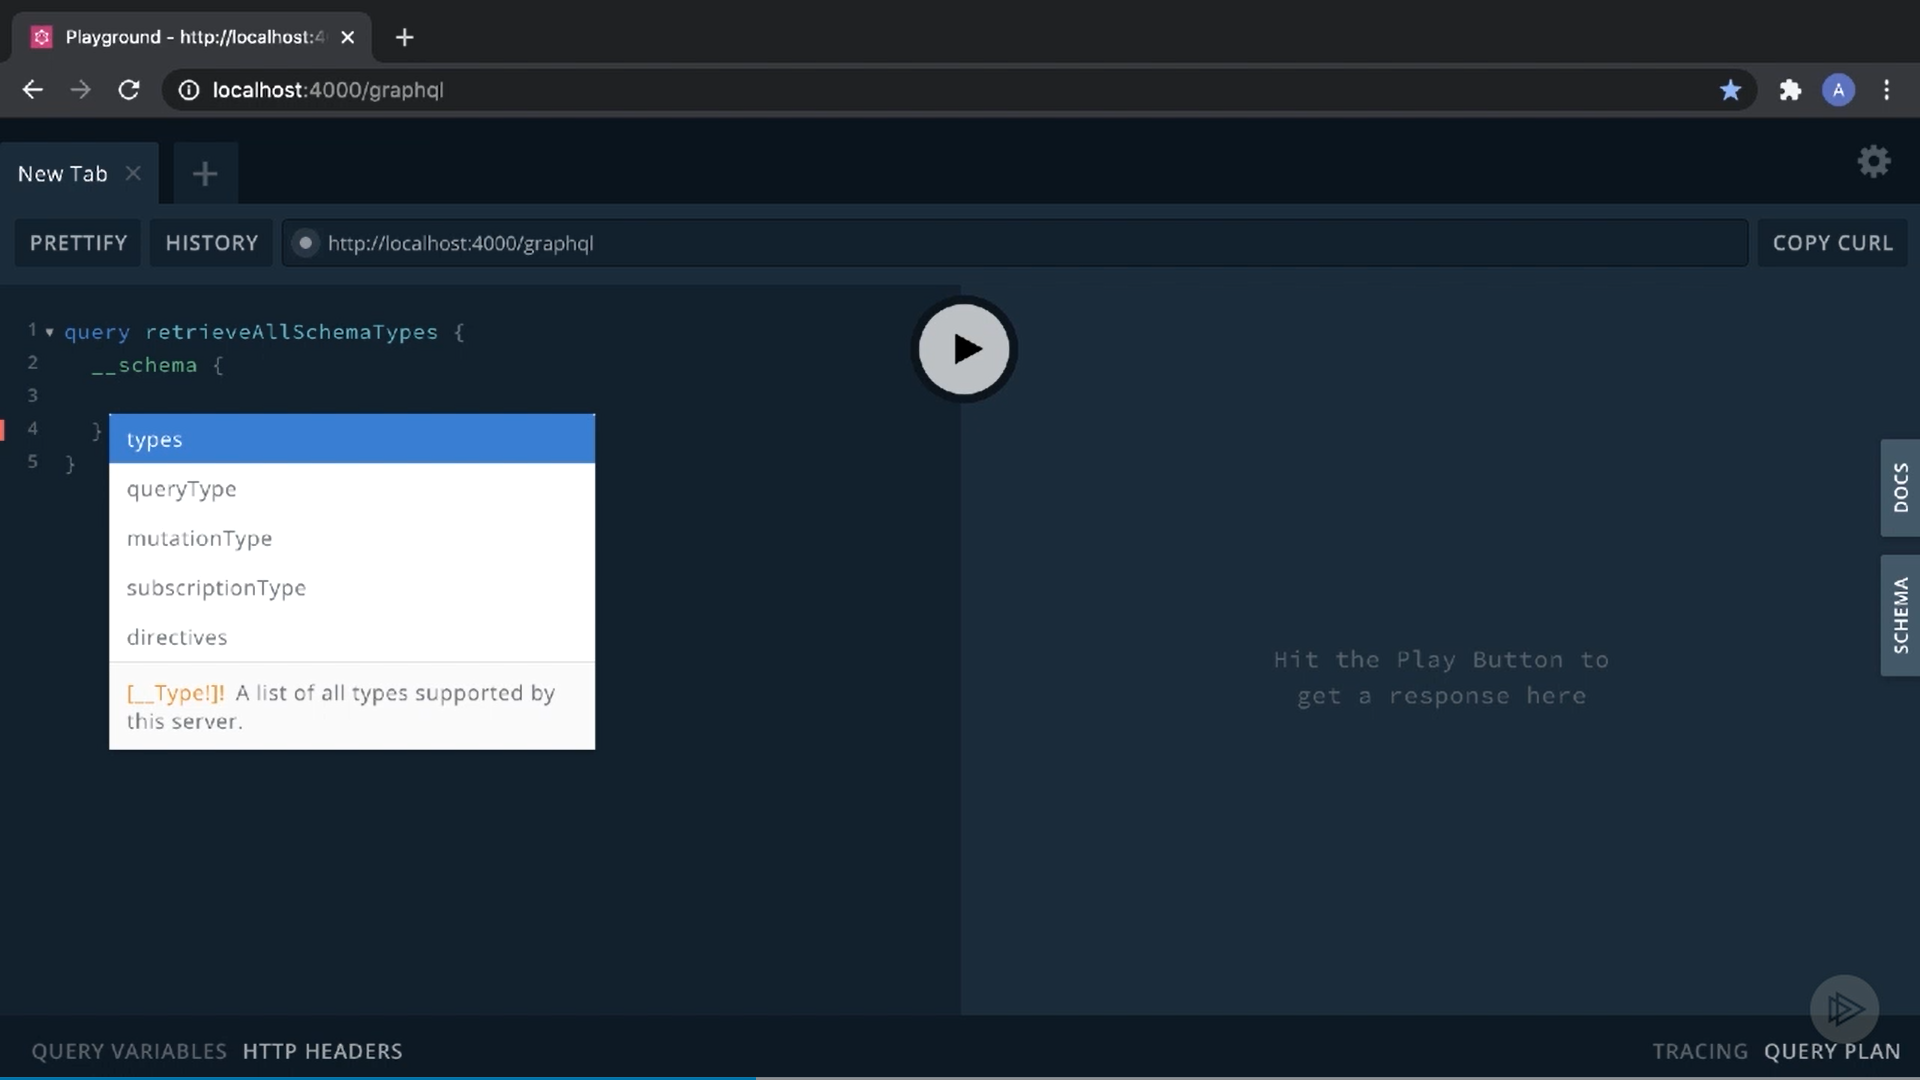 Playground - http://localhost:4
localhost:4000/graphql
A
New Tab
PRETTIFY
HISTORY
http://localhost:4000/graphql
COPY CURL
1 query retrieveAllSchemaTypes {
2 __schema {
3
4 }
5 }
types
queryType
mutationType
subscriptionType
directives
[__Type!]! A list of all types supported by
this server.
Hit the Play Button to
get a response here
DOCS
SCHEMA
QUERY VARIABLES HTTP HEADERS
TRACING QUERY PLAN